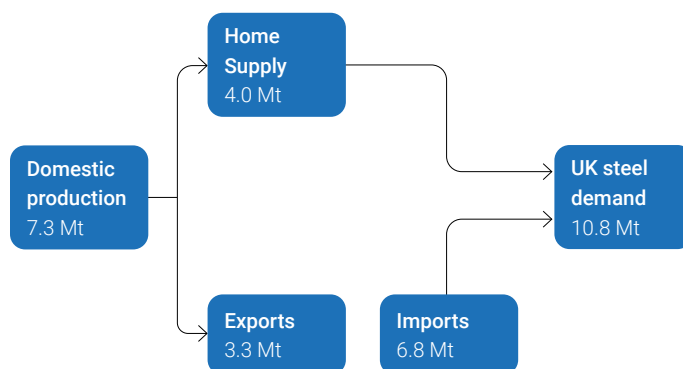 Home
Supply
4.0 Mt
Domestic
production
7.3 Mt
UK steel
demand
10.8 Mt
Exports
3.3 Mt
Imports
6.8 Mt